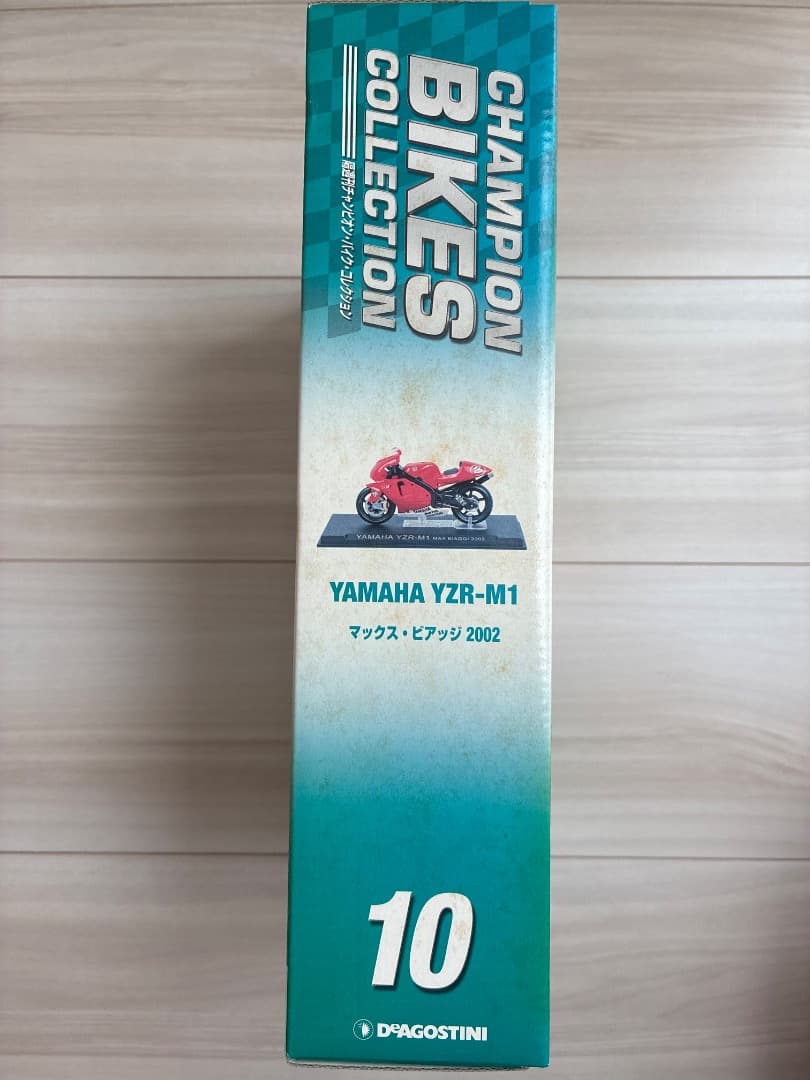 CHAMPION
BIKES
COLLECTION
隔週刊チャンピオン・バイク・コレクション
YAMAHA YZR-M1 MAX BIAGGI 2002
YAMAHA YZR-M1
マックス・ビアッジ 2002
10
DeAGOSTINI